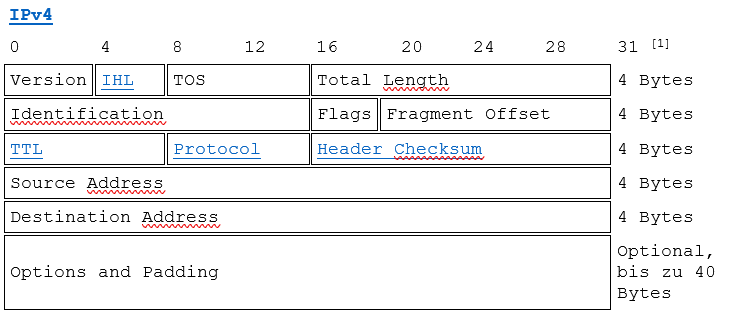 IPv4
0 4 8 12 16 20 24 28 31 [1]
Version IHL TOS Total Length 4 Bytes
Identification Flags Fragment Offset 4 Bytes
TTL Protocol Header Checksum 4 Bytes
Source Address 4 Bytes
Destination Address 4 Bytes
Options and Padding Optional,
bis zu 40
Bytes